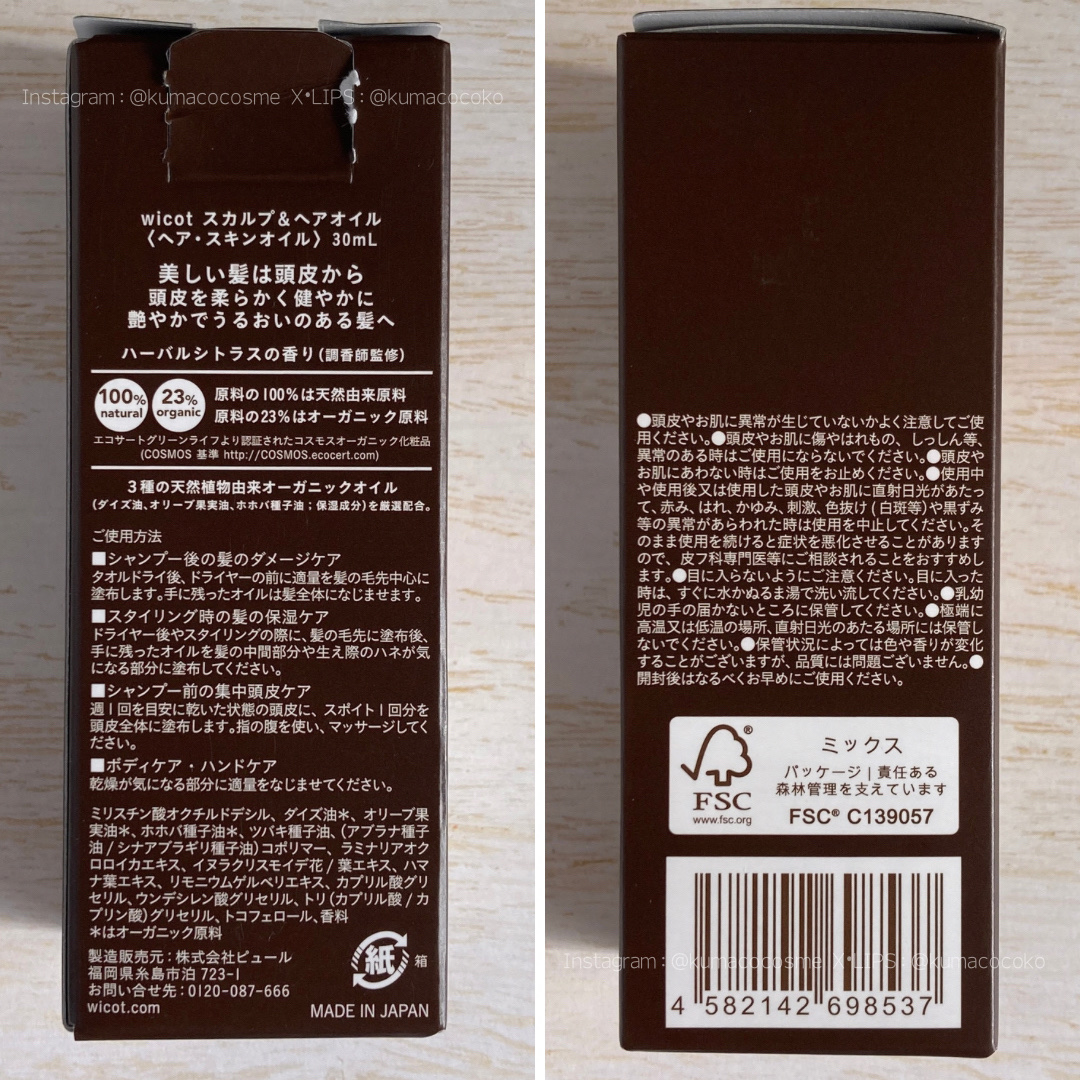 Instagram : @kumacocosme X•LIPS : @kumacocoko
wicot スカルプ＆ヘアオイル
〈ヘア・スキンオイル〉30mL
美しい髪は頭皮から
頭皮を柔らかく健やかに
艶やかでうるおいのある髪へ
ハーバルシトラスの香り(調香師監修)
100% natural
23% organic
原料の100%は天然由来原料
原料の23%はオーガニック原料
エコサートグリーンライフより認証されたコスモスオーガニック化粧品
(COSMOS 基準 http://COSMOS.ecocert.com)
3種の天然植物由来オーガニックオイル
(ダイズ油、オリーブ果実油、ホホバ種子油；保湿成分)を厳選配合。
ご使用方法
■シャンプー後の髪のダメージケア
タオルドライ後、ドライヤーの前に適量を髪の毛先中心に
塗布します。手に残ったオイルは髪全体になじませます。
■スタイリング時の髪の保湿ケア
ドライヤー後やスタイリングの際に、髪の毛先に塗布後、
手に残ったオイルを髪の中間部分や生え際のハネが気
になる部分に塗布してください。
■シャンプー前の集中頭皮ケア
週1回を目安に乾いた状態の頭皮に、スポイト1回分を
頭皮全体に塗布します。指の腹を使い、マッサージしてく
ださい。
■ボディケア・ハンドケア
乾燥が気になる部分に適量をなじませてください。
ミリスチン酸オクチルドデシル、ダイズ油＊、オリーブ果
実油＊、ホホバ種子油＊、ツバキ種子油、(アブラナ種子
油/シナアブラギリ種子油)コポリマー、ラミナリアオク
ロロイカエキス、イヌラクリスモイデ花/葉エキス、ハマ
ナ葉エキス、リモニウムゲルベリエキス、カプリル酸グリ
セリル、ウンデシレン酸グリセリル、トリ(カプリル酸/カ
プリン酸)グリセリル、トコフェロール、香料
＊はオーガニック原料
製造販売元：株式会社ピュール
福岡県糸島市泊 723-1
お問い合せ先：0120-087-666
wicot.com
紙
箱
MADE IN JAPAN
●頭皮やお肌に異常が生じていないかよく注意してご使
用ください。●頭皮やお肌に傷やはれもの、しっしん等、
異常のある時はご使用にならないでください。●頭皮や
お肌にあわない時はご使用をお止めください。●使用中
や使用後又は使用した頭皮やお肌に直射日光があたっ
て、赤み、はれ、かゆみ、刺激、色抜け(白斑等)や黒ずみ
等の異常があらわれた時は使用を中止してください。そ
のまま使用を続けると症状を悪化させることがあります
ので、皮フ科専門医等にご相談されることをおすすめし
ます。●目に入らないようにご注意ください。目に入った
時は、すぐに水かぬるま湯で洗い流してください。●乳幼
児の手の届かないところに保管してください。●極端に
高温又は低温の場所、直射日光のあたる場所には保管し
ないでください。●保管状況によっては色や香りが変化
することがございますが、品質には問題ございません。●
開封後はなるべくお早めにご使用ください。
FSC
www.fsc.org
®
ミックス
パッケージ | 責任ある
森林管理を支えています
FSC® C139057
4 582142 698537
Instagram : @kumacocosme X•LIPS : @kumacocoko